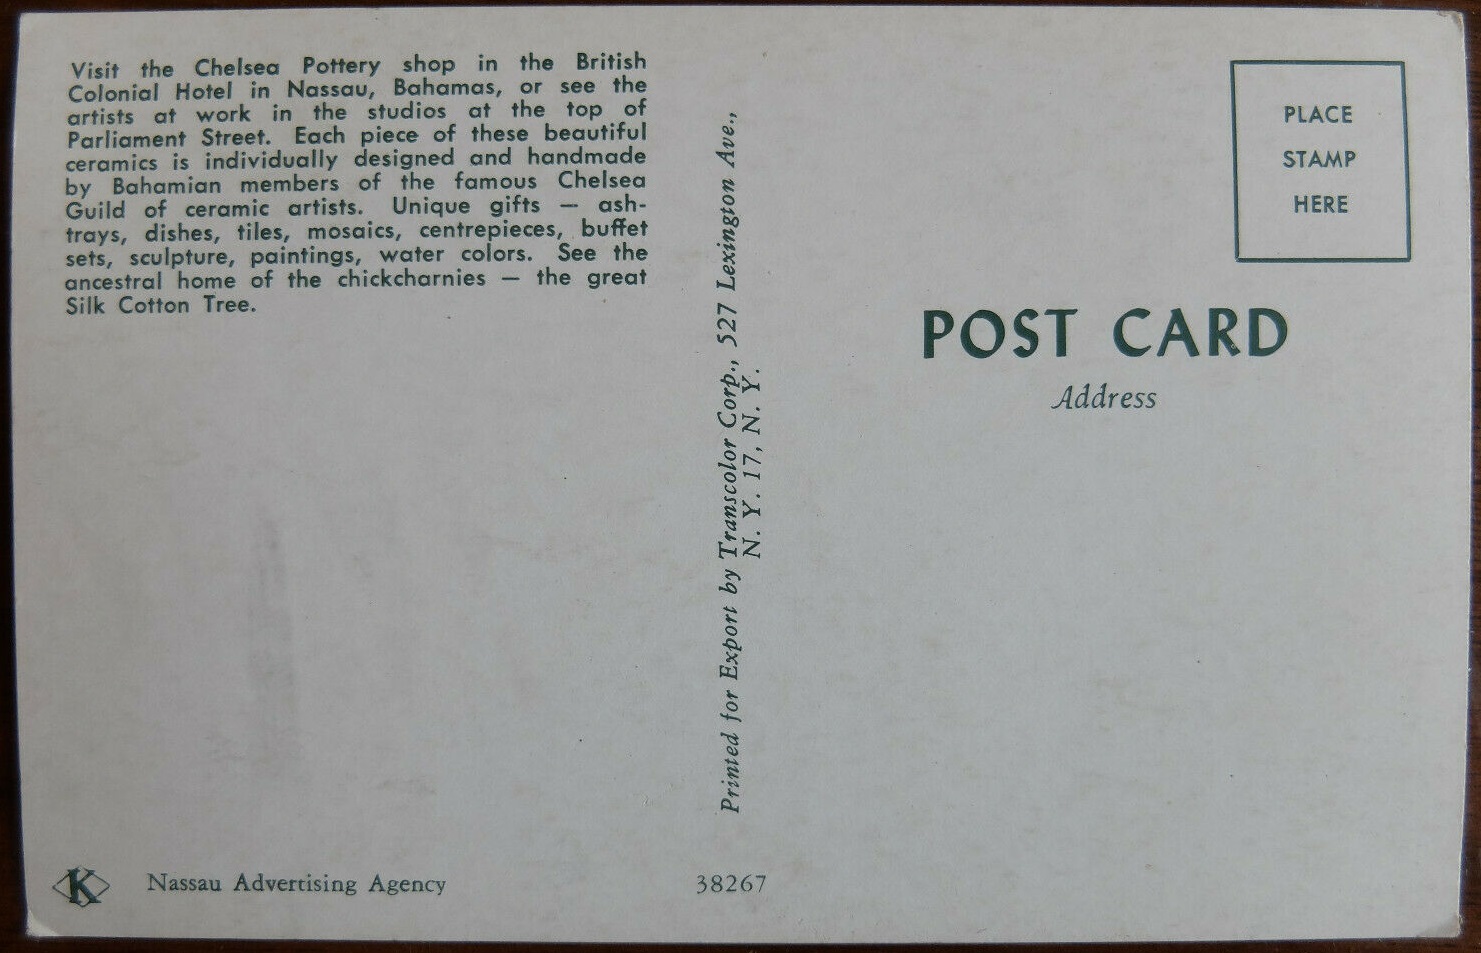 Visit the Chelsea Pottery shop in the British
Colonial Hotel in Nassau, Bahamas, or see the
artists at work in the studios at the top of
Parliament Street. Each piece of these beautiful
ceramics is individually designed and handmade
by Bahamian members of the famous Chelsea
Guild of ceramic artists. Unique gifts — ash-
trays, dishes, tiles, mosaics, centrepieces, buffet
sets, sculpture, paintings, water colors. See the
ancestral home of the chickcharnies — the great
Silk Cotton Tree.
K
Nassau Advertising Agency
Printed for Export by Transcolor Corp., 527 Lexington Ave.,
N. Y. 17, N. Y.
38267
PLACE
STAMP
HERE
POST CARD
Address